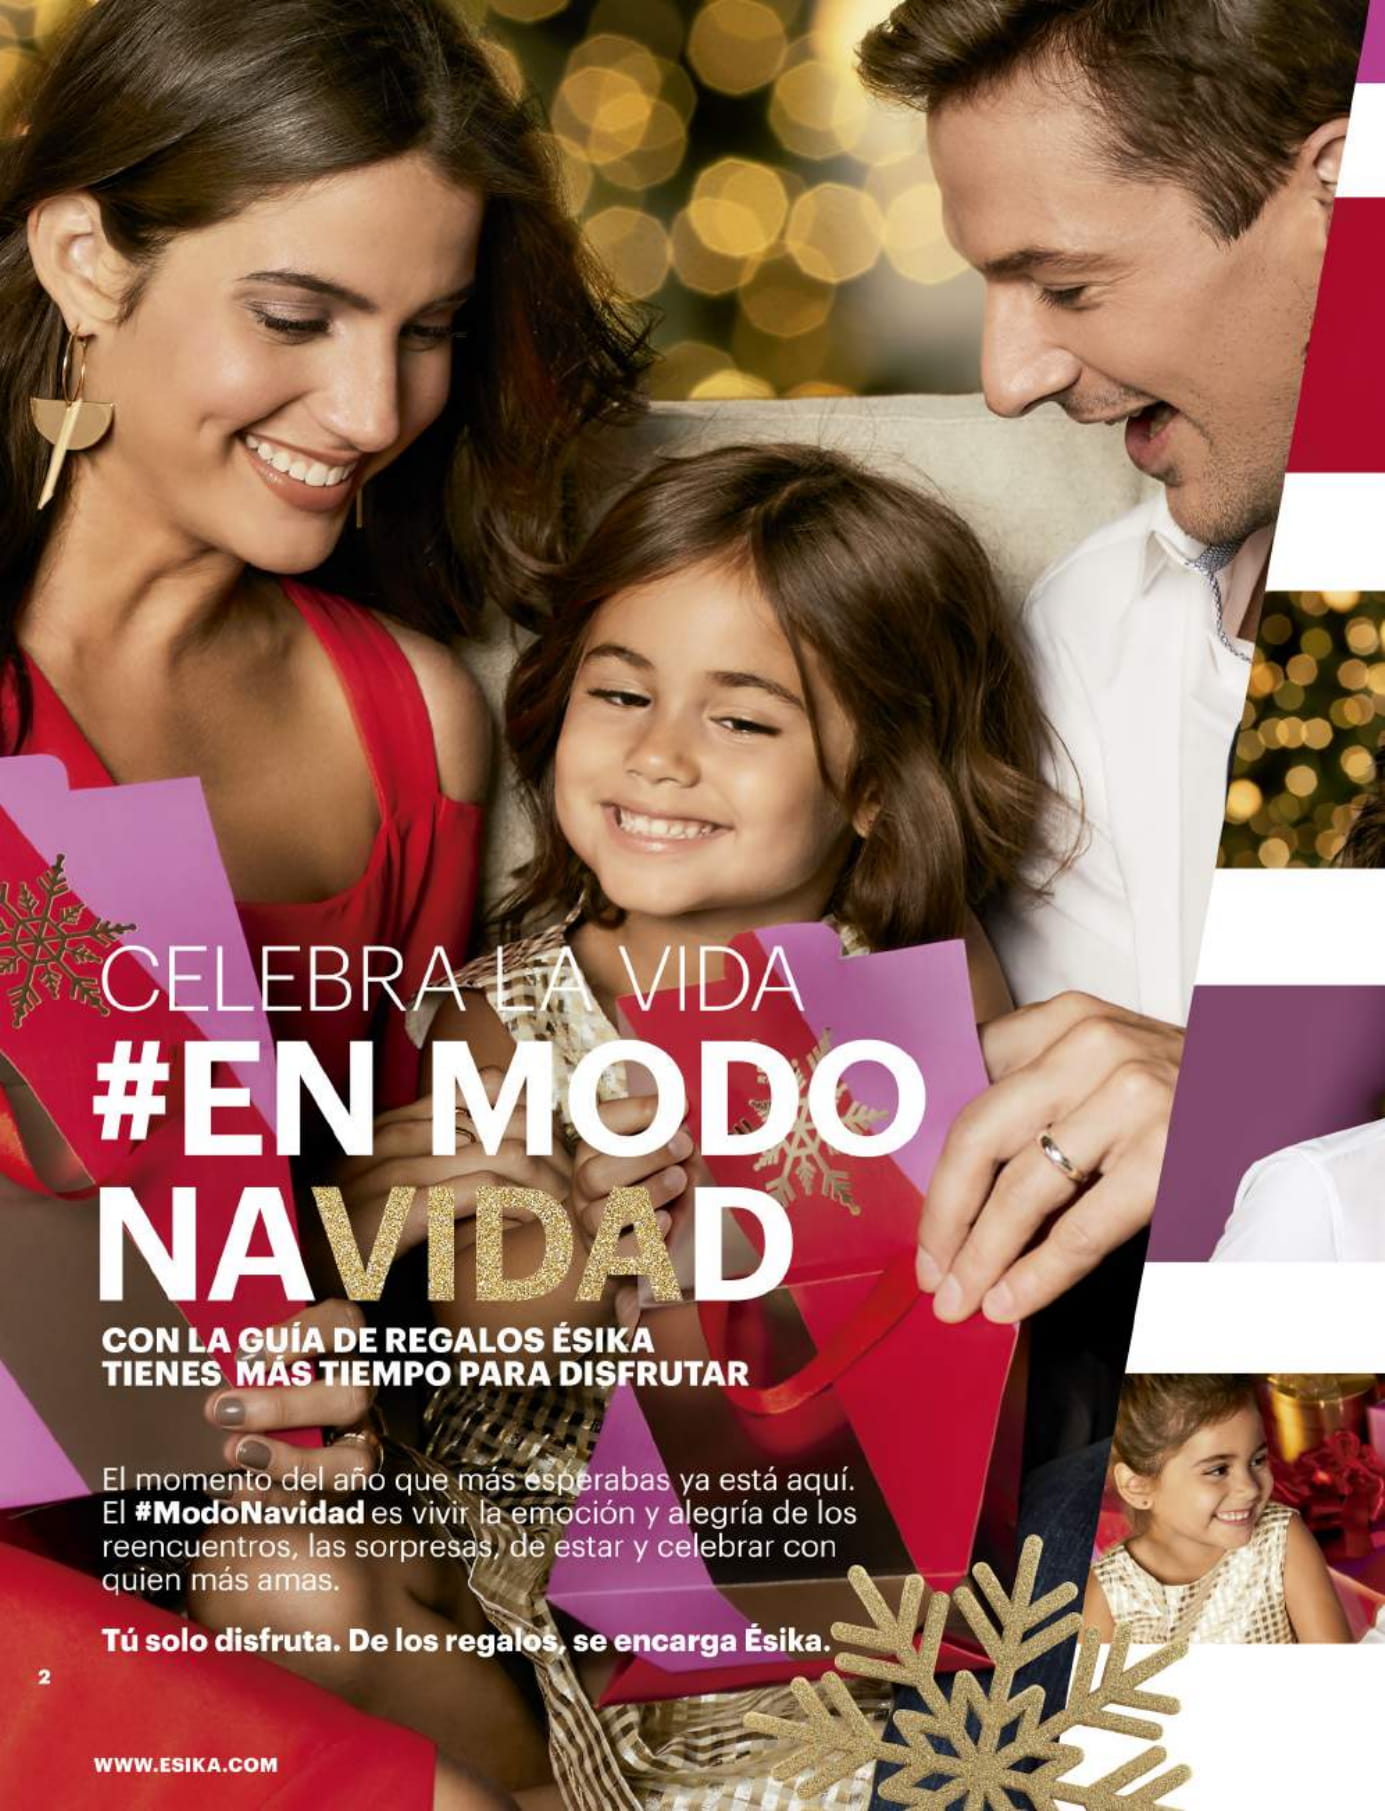 CELEBRA LA VIDA
#EN MODO
NAVIDAD
CON LA GUÍA DE REGALOS ÉSIKA
TIENES MÁS TIEMPO PARA DISFRUTAR
El momento del año que más esperabas ya está aquí.
El #ModoNavidad es vivir la emoción y alegría de los
reencuentros, las sorpresas, de estar y celebrar con
quien más amas.
Tú solo disfruta. De los regalos, se encarga Ésika.
2
WWW.ESIKA.COM